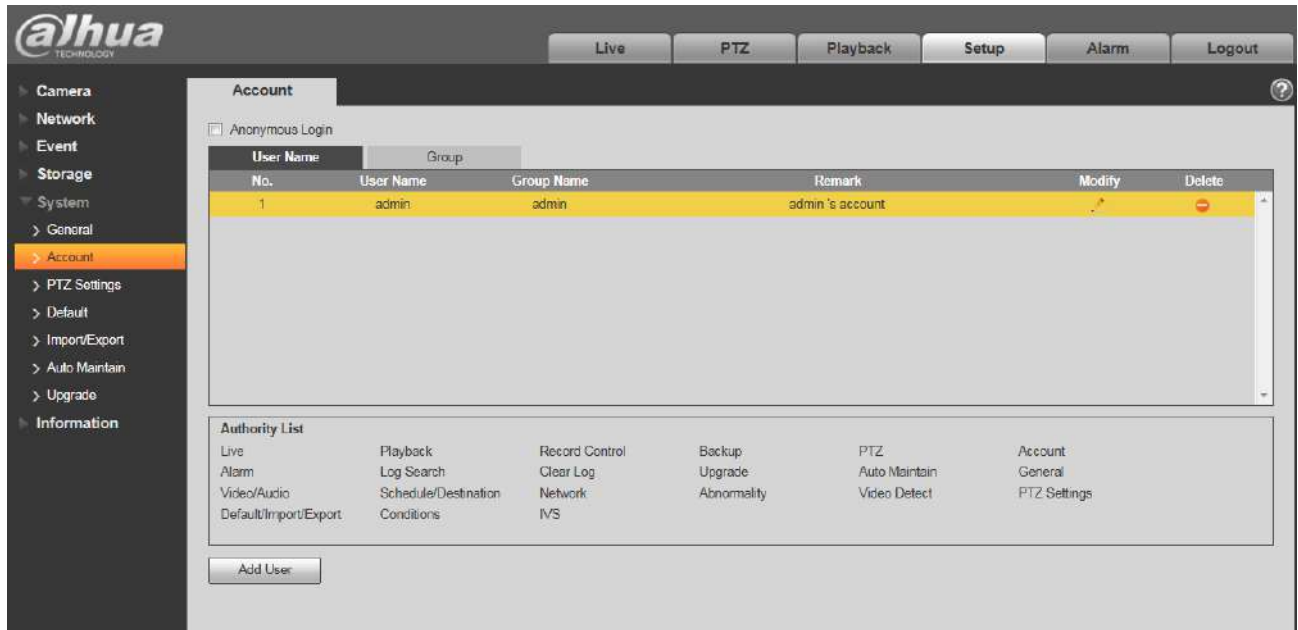 alhua
TECHNOLOGY
Live PTZ Playback Setup Alarm Logout
Camera
Network
Event
Storage
System
General
Account
PTZ Settings
Default
Import/Export
Auto Maintain
Upgrade
Information
Account
?
Anonymous Login
User Name Group
No. User Name Group Name Remark Modify Delete
1 admin admin admin 's account
Authority List
Live Playback Record Control Backup PTZ Account
Alarm Log Search Clear Log Upgrade Auto Maintain General
Video/Audio Schedule/Destination Network Abnormality Video Detect PTZ Settings
Default/Import/Export Conditions IVS
Add User